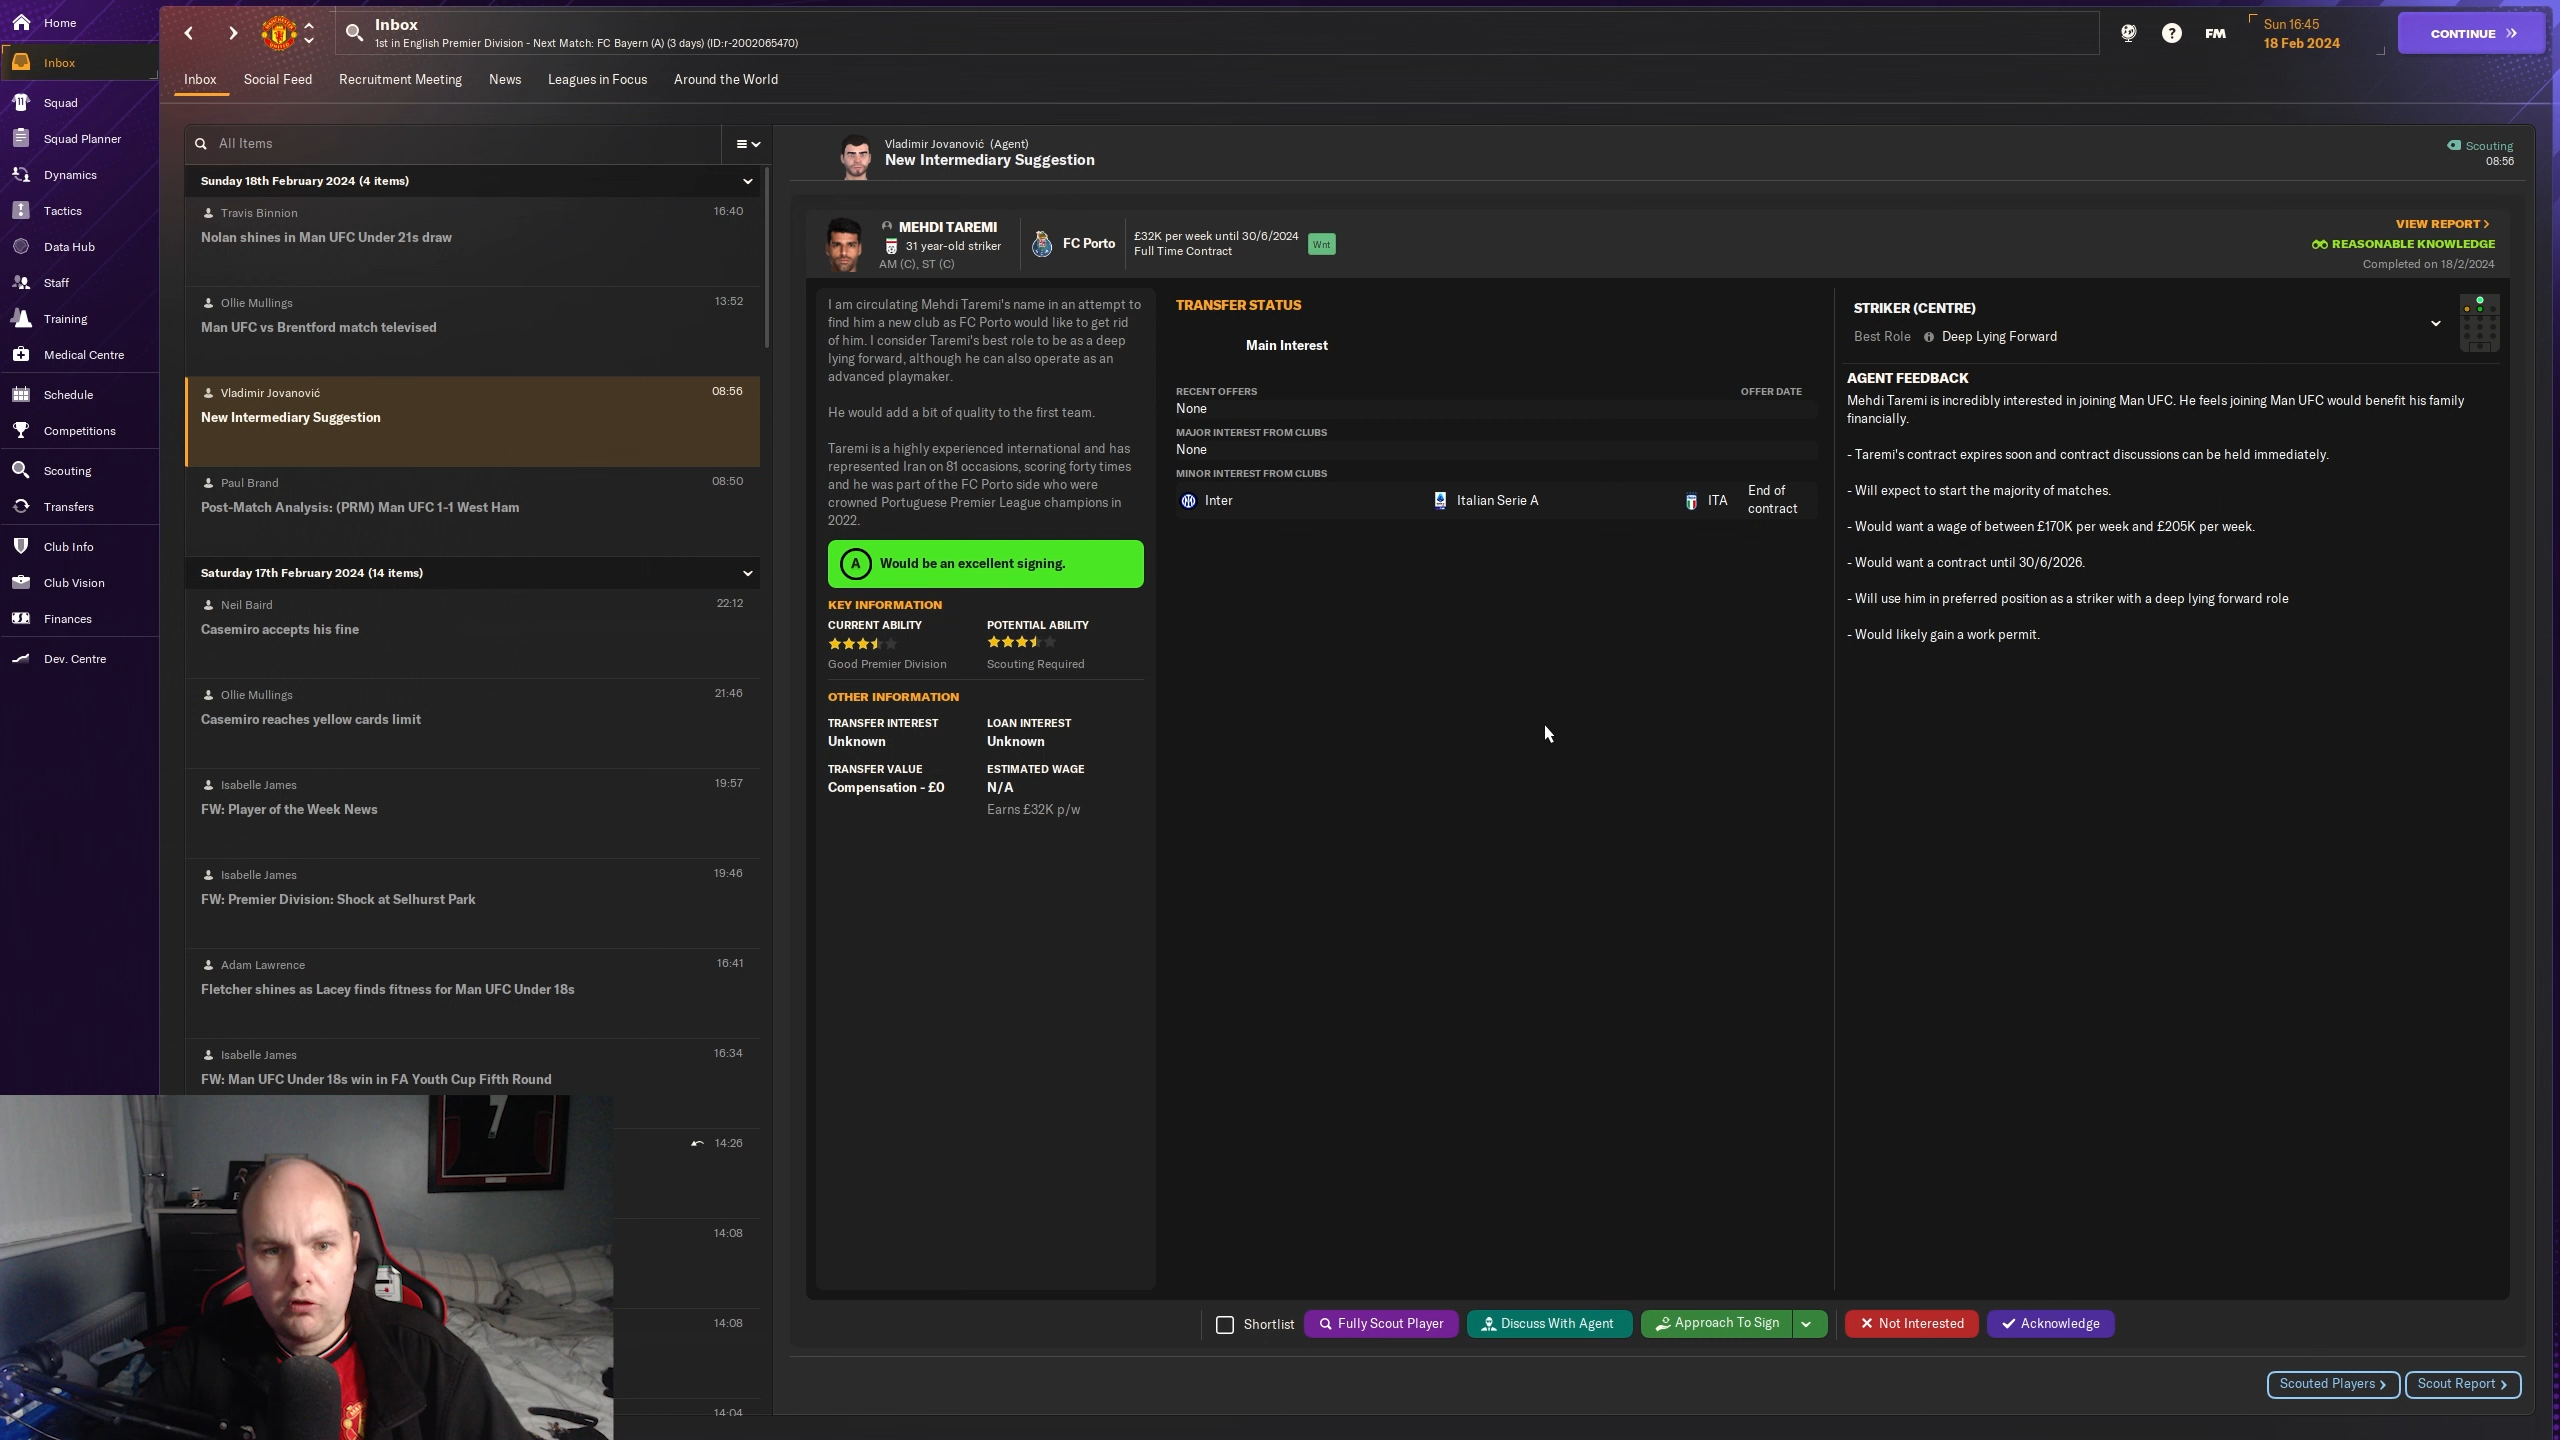 Home
Inbox
Squad
Squad Planner
Dynamics
Tactics
Data Hub
Staff
Training
Medical Centre
Schedule
Competitions
Scouting
Transfers
Club Info
Club Vision
Finances
Dev. Centre
Inbox
1st in English Premier Division - Next Match: FC Bayern (A) (3 days) (ID:r-2002065470)
FM
Sun 16:45
18 Feb 2024
CONTINUE
Inbox Social Feed Recruitment Meeting News Leagues in Focus Around the World
All Items
Sunday 18th February 2024 (4 items)
Travis Binnion 16:40
Nolan shines in Man UFC Under 21s draw
Ollie Mullings 13:52
Man UFC vs Brentford match televised
Vladimir Jovanović 08:56
New Intermediary Suggestion
Paul Brand 08:50
Post-Match Analysis: (PRM) Man UFC 1-1 West Ham
Saturday 17th February 2024 (14 items)
Neil Baird 22:12
Casemiro accepts his fine
Ollie Mullings 21:46
Casemiro reaches yellow cards limit
Isabelle James 19:57
FW: Player of the Week News
Isabelle James 19:46
FW: Premier Division: Shock at Selhurst Park
Adam Lawrence 16:41
Fletcher shines as Lacey finds fitness for Man UFC Under 18s
Isabelle James 16:34
FW: Man UFC Under 18s win in FA Youth Cup Fifth Round
14:26
14:08
14:08
14:04
7
Vladimir Jovanović (Agent)
New Intermediary Suggestion
Scouting
08:56
MEHDI TAREMI
31 year-old striker
AM (C), ST (C)
FC Porto
£32K per week until 30/6/2024
Full Time Contract
Wnt
VIEW REPORT >
REASONABLE KNOWLEDGE
Completed on 18/2/2024
I am circulating Mehdi Taremi's name in an attempt to
find him a new club as FC Porto would like to get rid
of him. I consider Taremi's best role to be as a deep
lying forward, although he can also operate as an
advanced playmaker.
He would add a bit of quality to the first team.
Taremi is a highly experienced international and has
represented Iran on 81 occasions, scoring forty times
and he was part of the FC Porto side who were
crowned Portuguese Premier League champions in
2022.
A Would be an excellent signing.
KEY INFORMATION
CURRENT ABILITY POTENTIAL ABILITY
Good Premier Division Scouting Required
OTHER INFORMATION
TRANSFER INTEREST LOAN INTEREST
Unknown Unknown
TRANSFER VALUE ESTIMATED WAGE
Compensation - £0 N/A
Earns £32K p/w
TRANSFER STATUS
Main Interest
RECENT OFFERS OFFER DATE
None
MAJOR INTEREST FROM CLUBS
None
MINOR INTEREST FROM CLUBS
Inter Italian Serie A ITA End of
contract
STRIKER (CENTRE)
Best Role Deep Lying Forward
AGENT FEEDBACK
Mehdi Taremi is incredibly interested in joining Man UFC. He feels joining Man UFC would benefit his family
financially.
- Taremi's contract expires soon and contract discussions can be held immediately.
- Will expect to start the majority of matches.
- Would want a wage of between £170K per week and £205K per week.
- Would want a contract until 30/6/2026.
- Will use him in preferred position as a striker with a deep lying forward role
- Would likely gain a work permit.
Shortlist Fully Scout Player Discuss With Agent Approach To Sign Not Interested Acknowledge
Scouted Players > Scout Report >